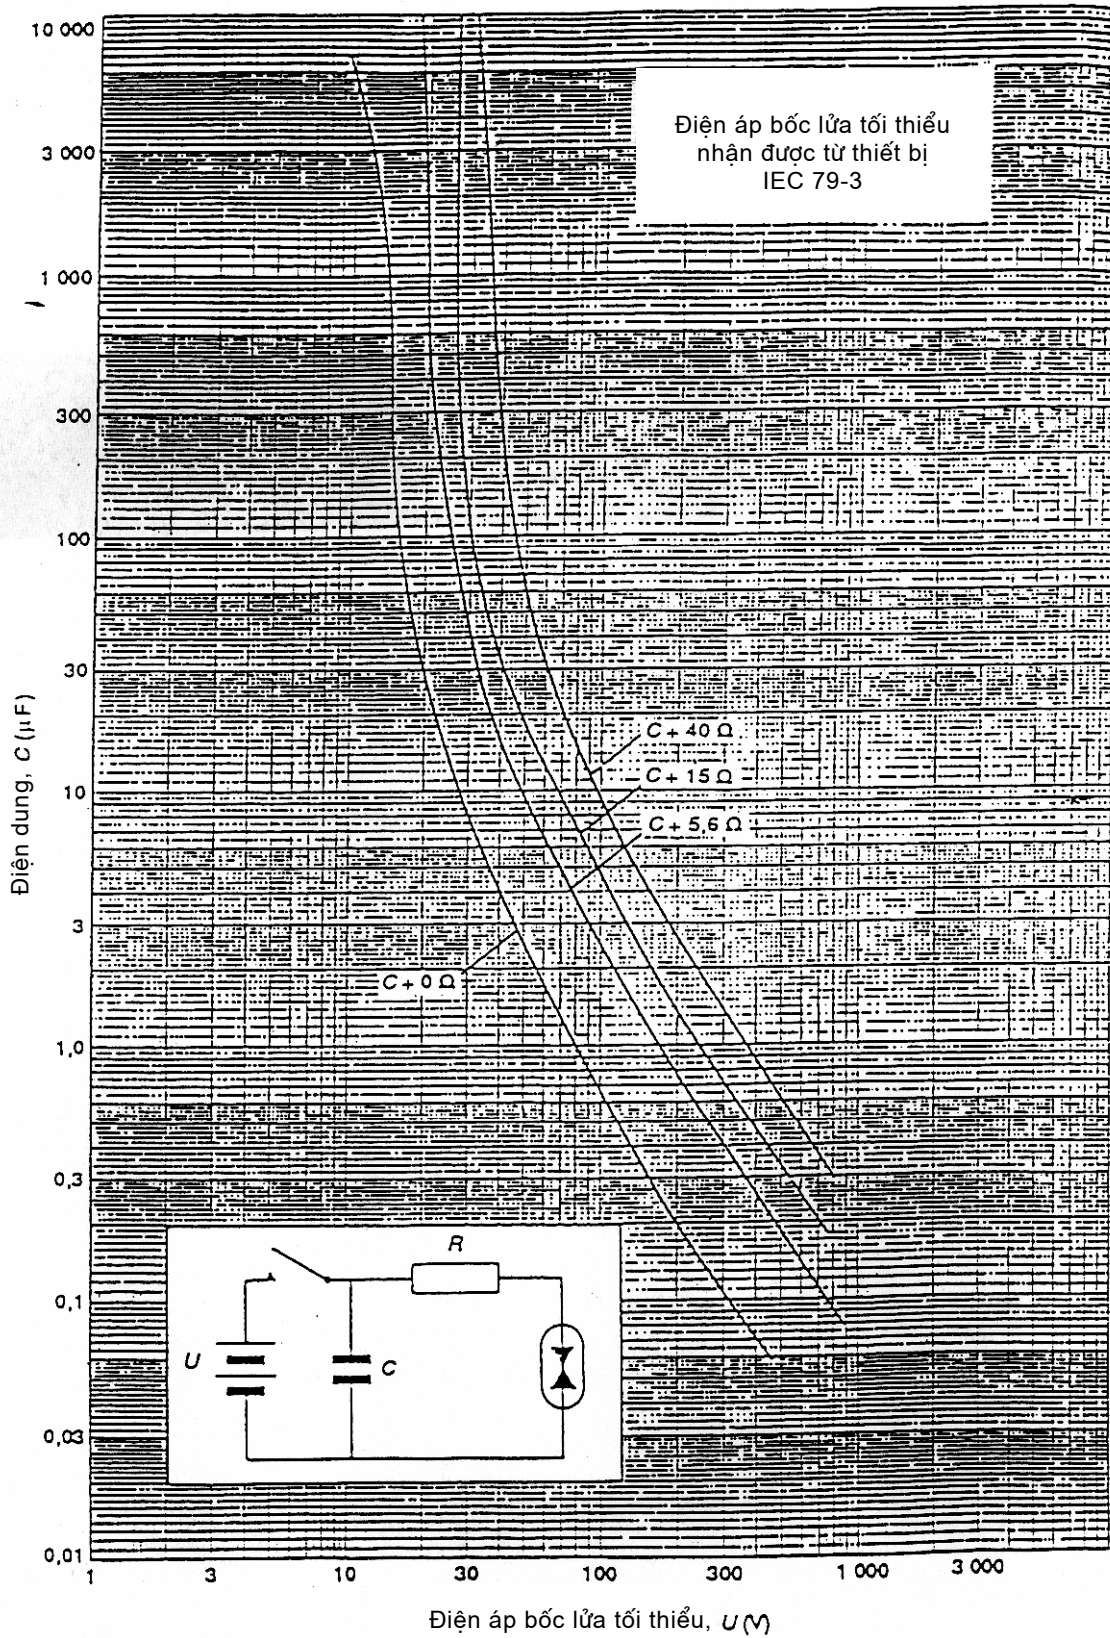 10 000
3 000
1 000
300
100
30
10
3
1,0
0,3
0,1
0,03
0,01
Điện dung, C (μF)
Điện áp bốc lửa tối thiểu
nhận được từ thiết bị
IEC 79-3
C + 40 Ω
C + 15 Ω
C + 5,6 Ω
C + 0 Ω
R
U
C
1 3 10 30 100 300 1 000 3 000
Điện áp bốc lửa tối thiểu, U (V)